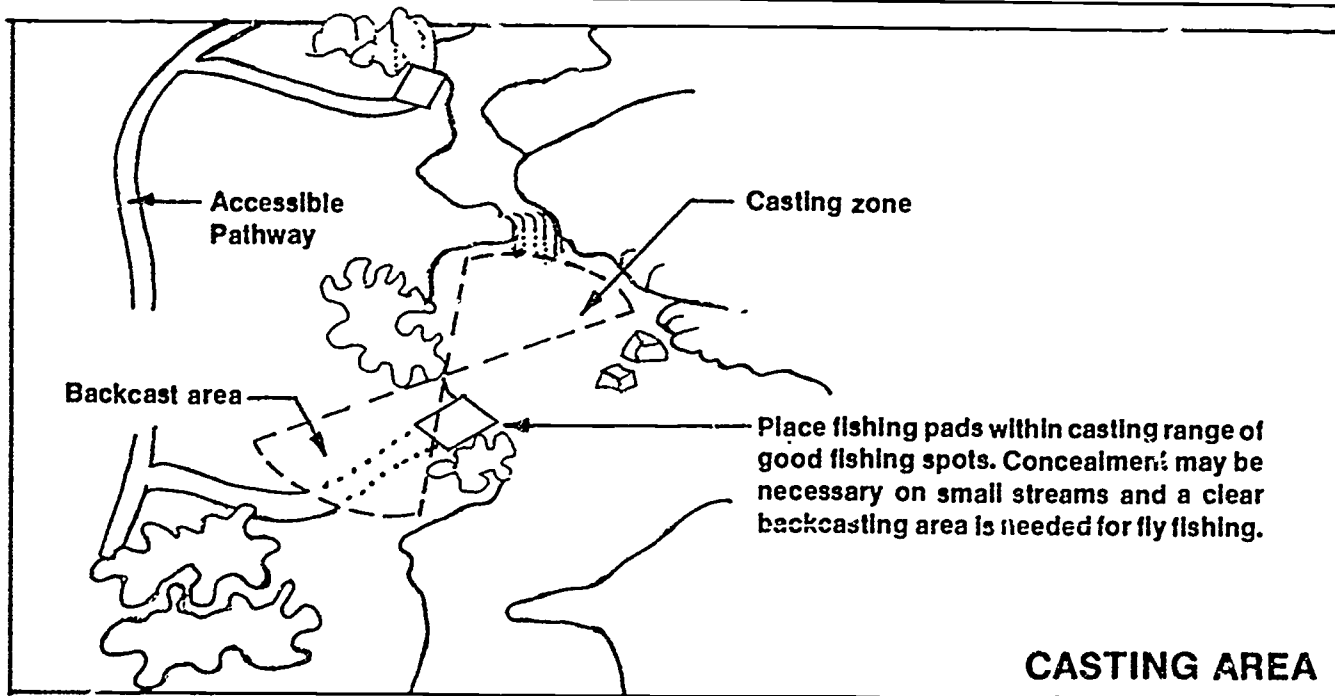 Accessible
Pathway
Casting zone
Backcast area
Place fishing pads within casting range of
good fishing spots. Concealment may be
necessary on small streams and a clear
backcasting area is needed for fly fishing.
CASTING AREA